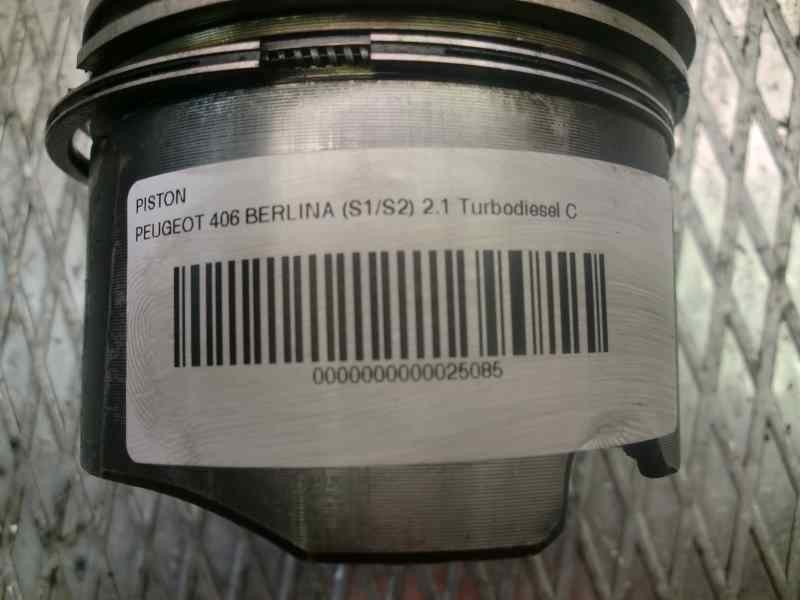 PISTON
PEUGEOT 406 BERLINA (S1/S2) 2.1 Turbodiesel C
0000000000025085